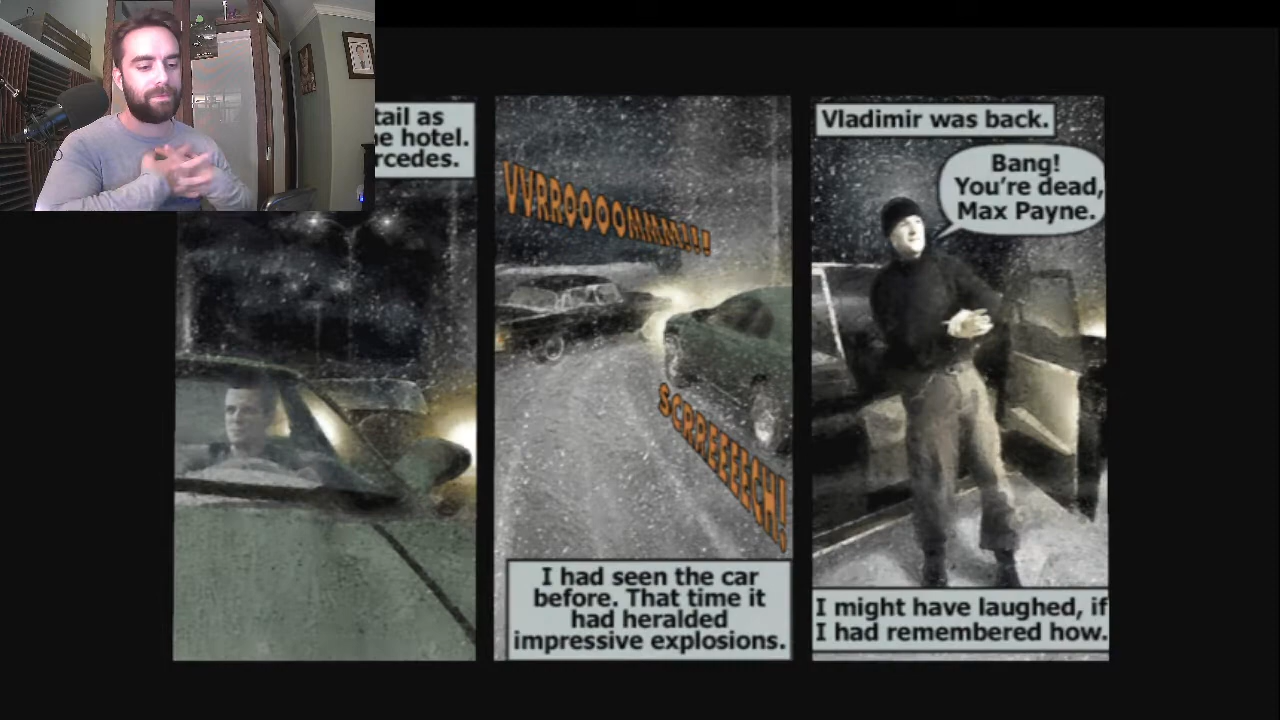 tail as
e hotel.
rcedes.
VVRROOOOMMM!!!
SCRREEEECH!
I had seen the car
before. That time it
had heralded
impressive explosions.
Vladimir was back.
Bang!
You're dead,
Max Payne.
I might have laughed, if
I had remembered how.